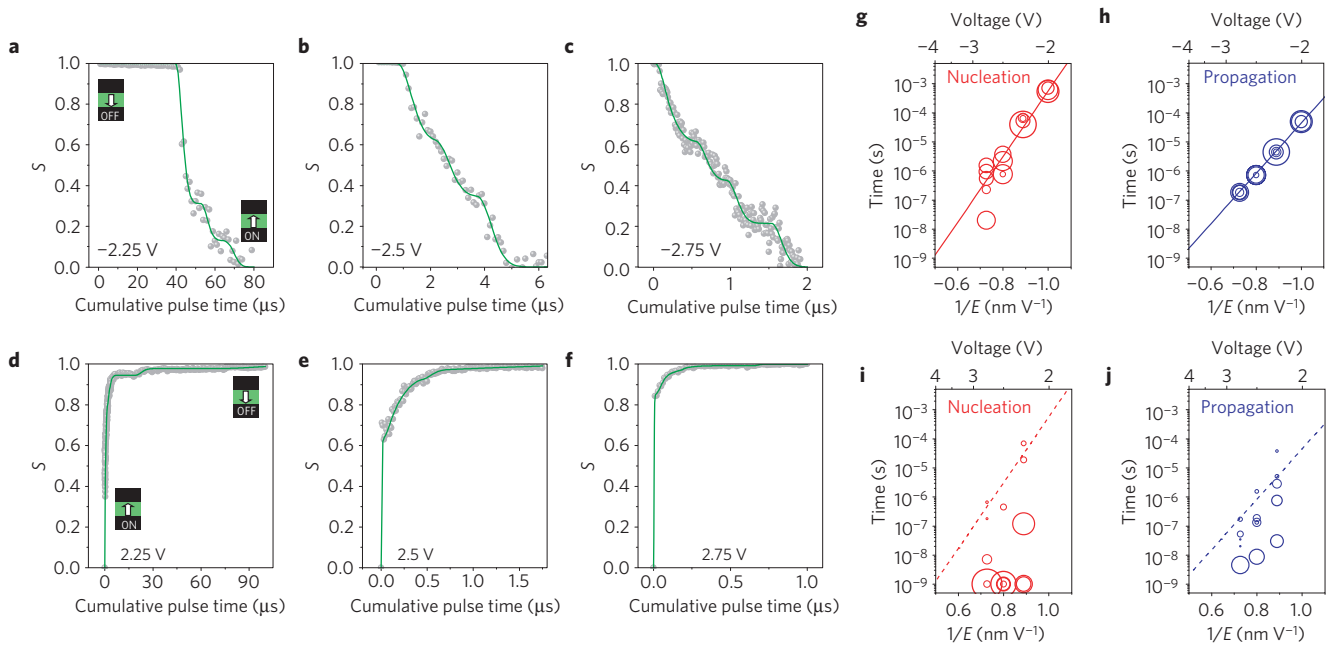 a
1.0
0.8
0.6
0.4
0.2
0.0
S
OFF
ON
−2.25 V
0 20 40 60 80
Cumulative pulse time (μs)
b
1.0
0.8
0.6
0.4
0.2
0.0
S
−2.5 V
0 2 4 6
Cumulative pulse time (μs)
c
1.0
0.8
0.6
0.4
0.2
0.0
S
−2.75 V
0 1 2
Cumulative pulse time (μs)
g
Voltage (V)
−4 −3 −2
Nucleation
10⁻³
10⁻⁴
10⁻⁵
10⁻⁶
10⁻⁷
10⁻⁸
10⁻⁹
Time (s)
−0.6 −0.8 −1.0
1/E (nm V⁻¹)
h
Voltage (V)
−4 −3 −2
Propagation
10⁻³
10⁻⁴
10⁻⁵
10⁻⁶
10⁻⁷
10⁻⁸
10⁻⁹
Time (s)
−0.6 −0.8 −1.0
1/E (nm V⁻¹)
d
1.0
0.8
0.6
0.4
0.2
0.0
S
OFF
ON
2.25 V
0 30 60 90
Cumulative pulse time (μs)
e
1.0
0.8
0.6
0.4
0.2
0.0
S
2.5 V
0.0 0.5 1.0 1.5
Cumulative pulse time (μs)
f
1.0
0.8
0.6
0.4
0.2
0.0
S
2.75 V
0.0 0.5 1.0
Cumulative pulse time (μs)
i
Voltage (V)
4 3 2
Nucleation
10⁻³
10⁻⁴
10⁻⁵
10⁻⁶
10⁻⁷
10⁻⁸
10⁻⁹
Time (s)
0.6 0.8 1.0
1/E (nm V⁻¹)
j
Voltage (V)
4 3 2
Propagation
10⁻³
10⁻⁴
10⁻⁵
10⁻⁶
10⁻⁷
10⁻⁸
10⁻⁹
Time (s)
0.6 0.8 1.0
1/E (nm V⁻¹)